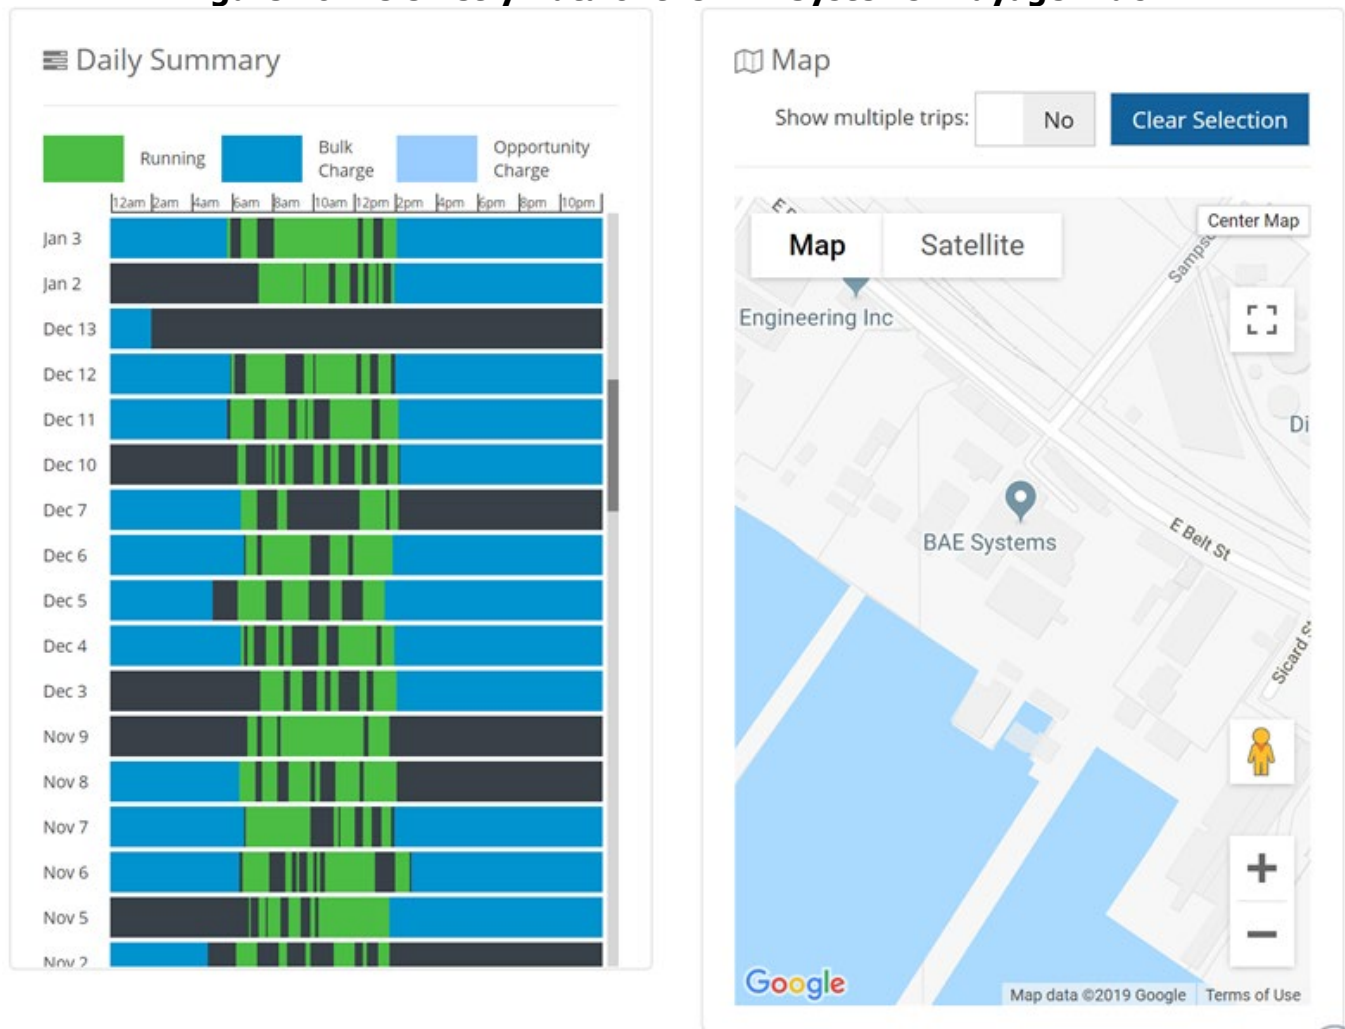 Daily Summary
Running
Bulk
Charge
Opportunity
Charge
12am 2am 4am 6am 8am 10am 12pm 2pm 4pm 6pm 8pm 10pm
Jan 3
Jan 2
Dec 13
Dec 12
Dec 11
Dec 10
Dec 7
Dec 6
Dec 5
Dec 4
Dec 3
Nov 9
Nov 8
Nov 7
Nov 6
Nov 5
Nov 2
Map
Show multiple trips: No Clear Selection
Map Satellite
Center Map
Engineering Inc
BAE Systems
E Belt St
Google
Map data ©2019 Google Terms of Use